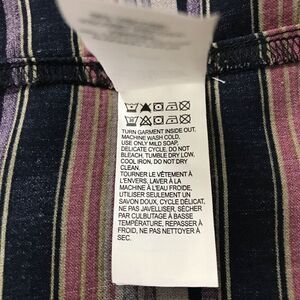 TURN GARMENT INSIDE OUT.
MACHINE WASH COLD,
USE ONLY MILD SOAP,
DELICATE CYCLE, DO NOT
BLEACH, TUMBLE DRY LOW,
COOL IRON, DO NOT DRY
CLEAN.
TOURNER LE VÊTEMENT À
L'ENVERS, LAVER À LA
MACHINE À L'EAU FROIDE,
UTILISER SEULEMENT UN
SAVON DOUX, CYCLE DÉLICAT,
NE PAS JAVELLISER, SÉCHER
PAR CULBUTAGE À BASSE
TEMPÉRATURE, REPASSER À
FROID, NE PAS NETTOYER À
SEC.